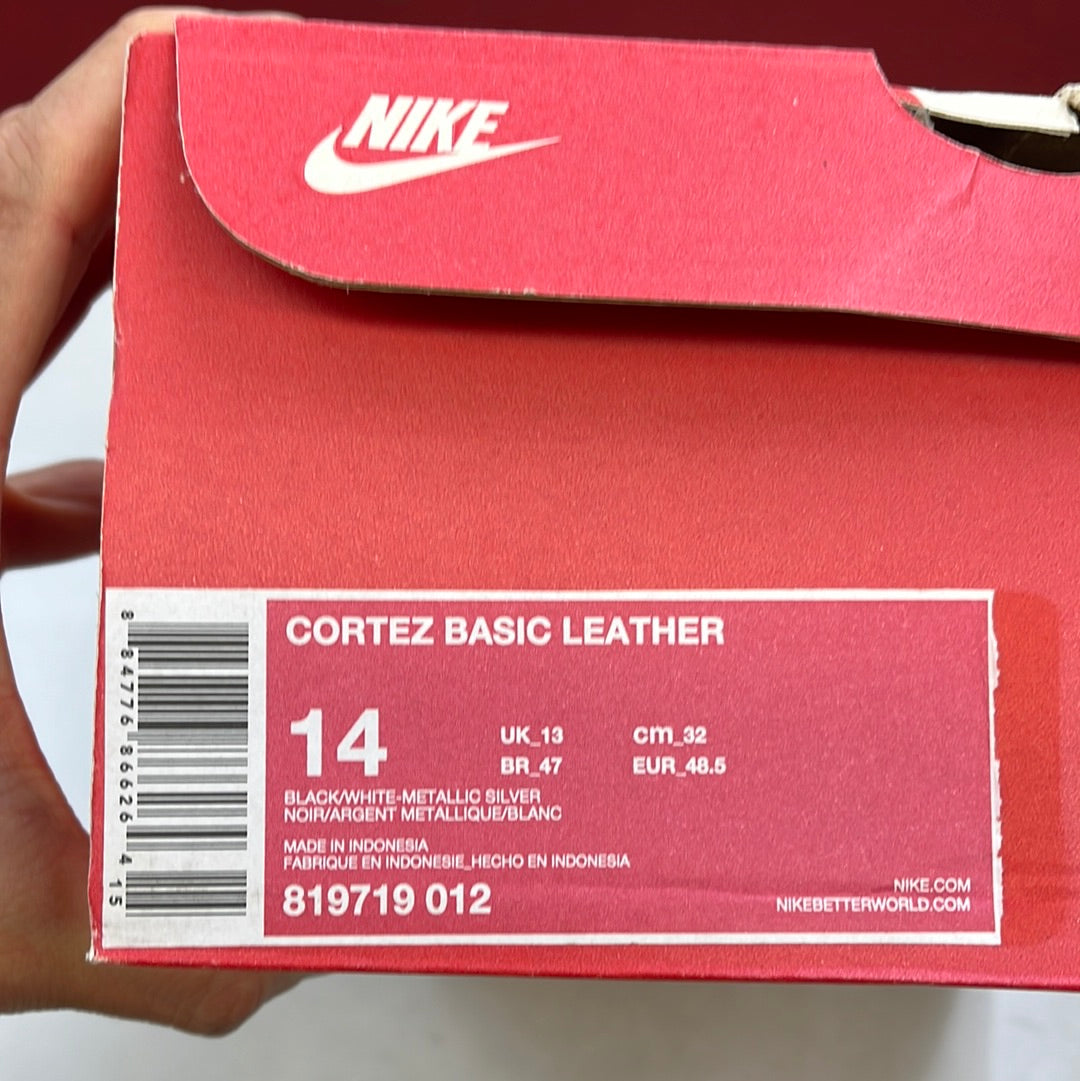 NIKE
CORTEZ BASIC LEATHER
14
UK_13
cm_32
BR_47
EUR_48.5
BLACK/WHITE-METALLIC SILVER
NOIR/ARGENT METALLIQUE/BLANC
MADE IN INDONESIA
FABRIQUE EN INDONESIE_HECHO EN INDONESIA
819719 012
NIKE.COM
NIKEBETTERWORLD.COM
8 84776 86626 4 15